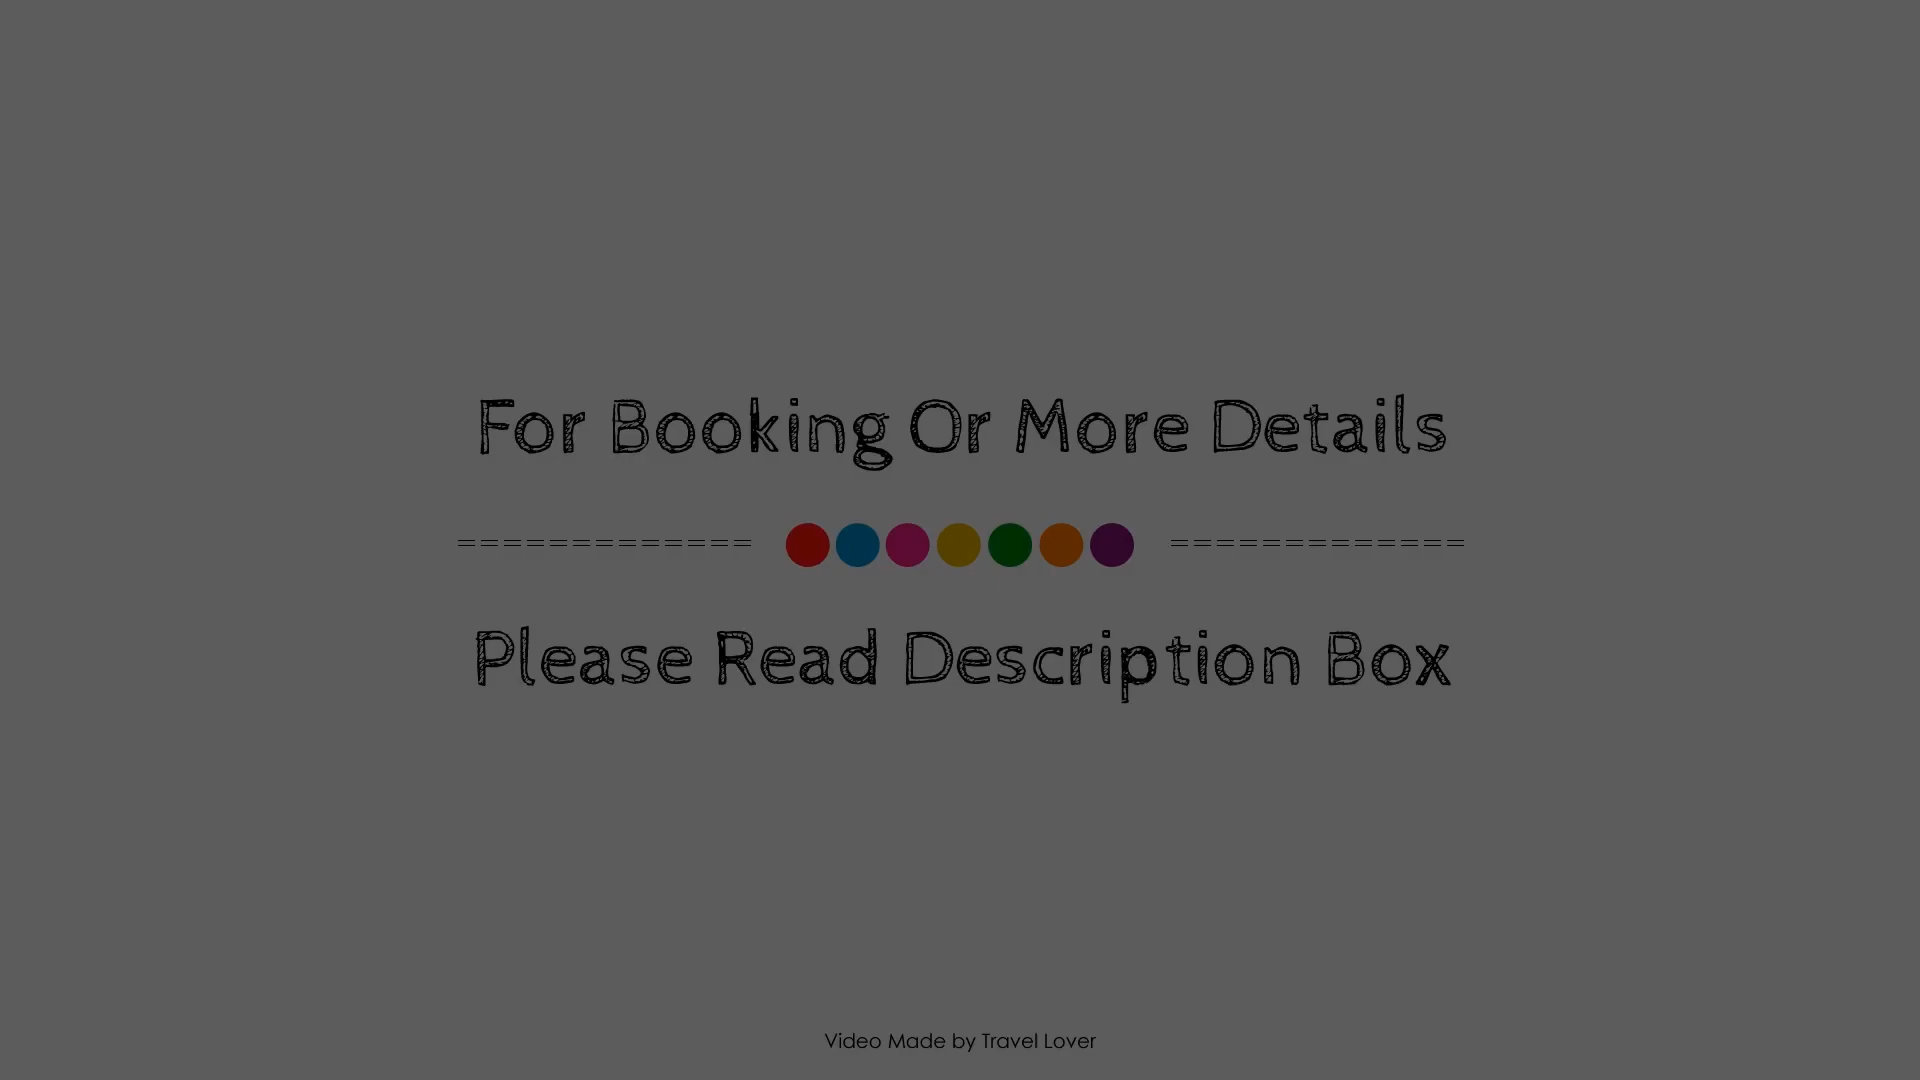 For Booking Or More Details
============= =============
Please Read Description Box
Video Made by Travel Lover